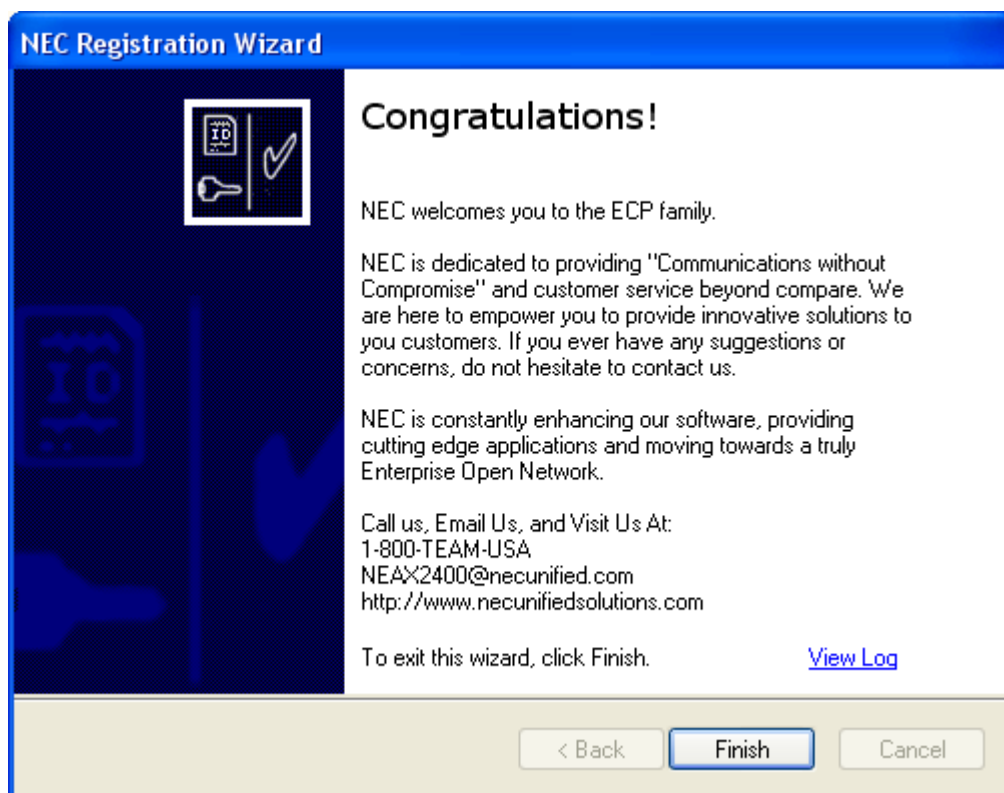 NEC Registration Wizard
ID
Congratulations!
NEC welcomes you to the ECP family.
NEC is dedicated to providing "Communications without
Compromise" and customer service beyond compare. We
are here to empower you to provide innovative solutions to
you customers. If you ever have any suggestions or
concerns, do not hesitate to contact us.
ID
NEC is constantly enhancing our software, providing
cutting edge applications and moving towards a truly
Enterprise Open Network.
Call us, Email Us, and Visit Us At:
1-800-TEAM-USA
NEAX2400@necunified.com
http://www.necunifiedsolutions.com
To exit this wizard, click Finish. View Log
< Back Finish Cancel